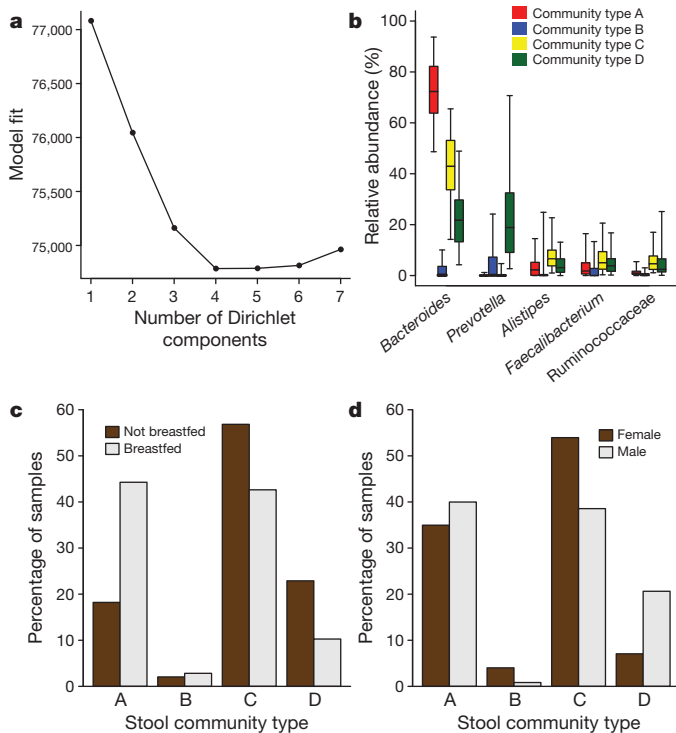 a
77,000
76,500
76,000
75,500
75,000
Model fit
1 2 3 4 5 6 7
Number of Dirichlet
components
b
Community type A
Community type B
Community type C
Community type D
100
80
60
40
20
0
Relative abundance (%)
Bacteroides
Prevotella
Alistipes
Faecalibacterium
Ruminococcaceae
c
60
50
40
30
20
10
0
Percentage of samples
Not breastfed
Breastfed
A B C D
Stool community type
d
60
50
40
30
20
10
0
Percentage of samples
Female
Male
A B C D
Stool community type